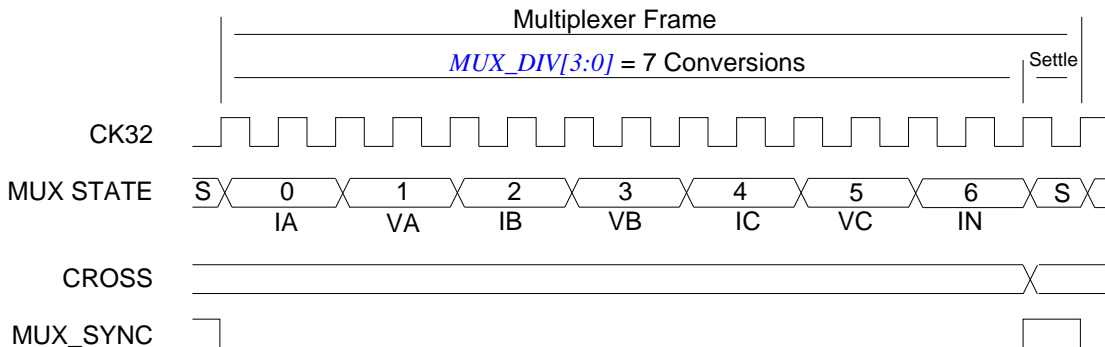 Multiplexer Frame
MUX_DIV[3:0] = 7 Conversions
Settle
CK32
MUX STATE
S 0 1 2 3 4 5 6 S
IA VA IB VB IC VC IN
CROSS
MUX_SYNC